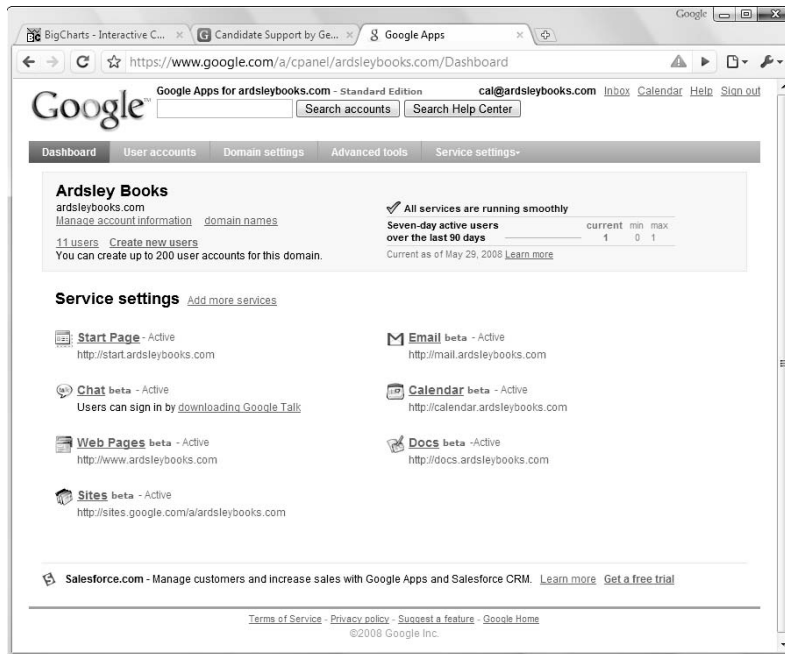 Google
BigCharts - Interactive C...
Candidate Support by Ge...
Google Apps
https://www.google.com/a/cpanel/ardsleybooks.com/Dashboard
Google™
Google Apps for ardsleybooks.com - Standard Edition
cal@ardsleybooks.com Inbox Calendar Help Sign out
Search accounts Search Help Center
Dashboard User accounts Domain settings Advanced tools Service settings
Ardsley Books
ardsleybooks.com
Manage account information domain names
11 users Create new users
You can create up to 200 user accounts for this domain.
All services are running smoothly
Seven-day active users current min max
over the last 90 days 1 0 1
Current as of May 29, 2008 Learn more
Service settings Add more services
Start Page - Active
http://start.ardsleybooks.com
Email beta - Active
http://mail.ardsleybooks.com
Chat beta - Active
Users can sign in by downloading Google Talk
Calendar beta - Active
http://calendar.ardsleybooks.com
Web Pages beta - Active
http://www.ardsleybooks.com
Docs beta -Active
http://docs.ardsleybooks.com
Sites beta - Active
http://sites.google.com/a/ardsleybooks.com
Salesforce.com - Manage customers and increase sales with Google Apps and Salesforce CRM. Learn more Get a free trial
Terms of Service - Privacy policy - Suggest a feature - Google Home
©2008 Google Inc.